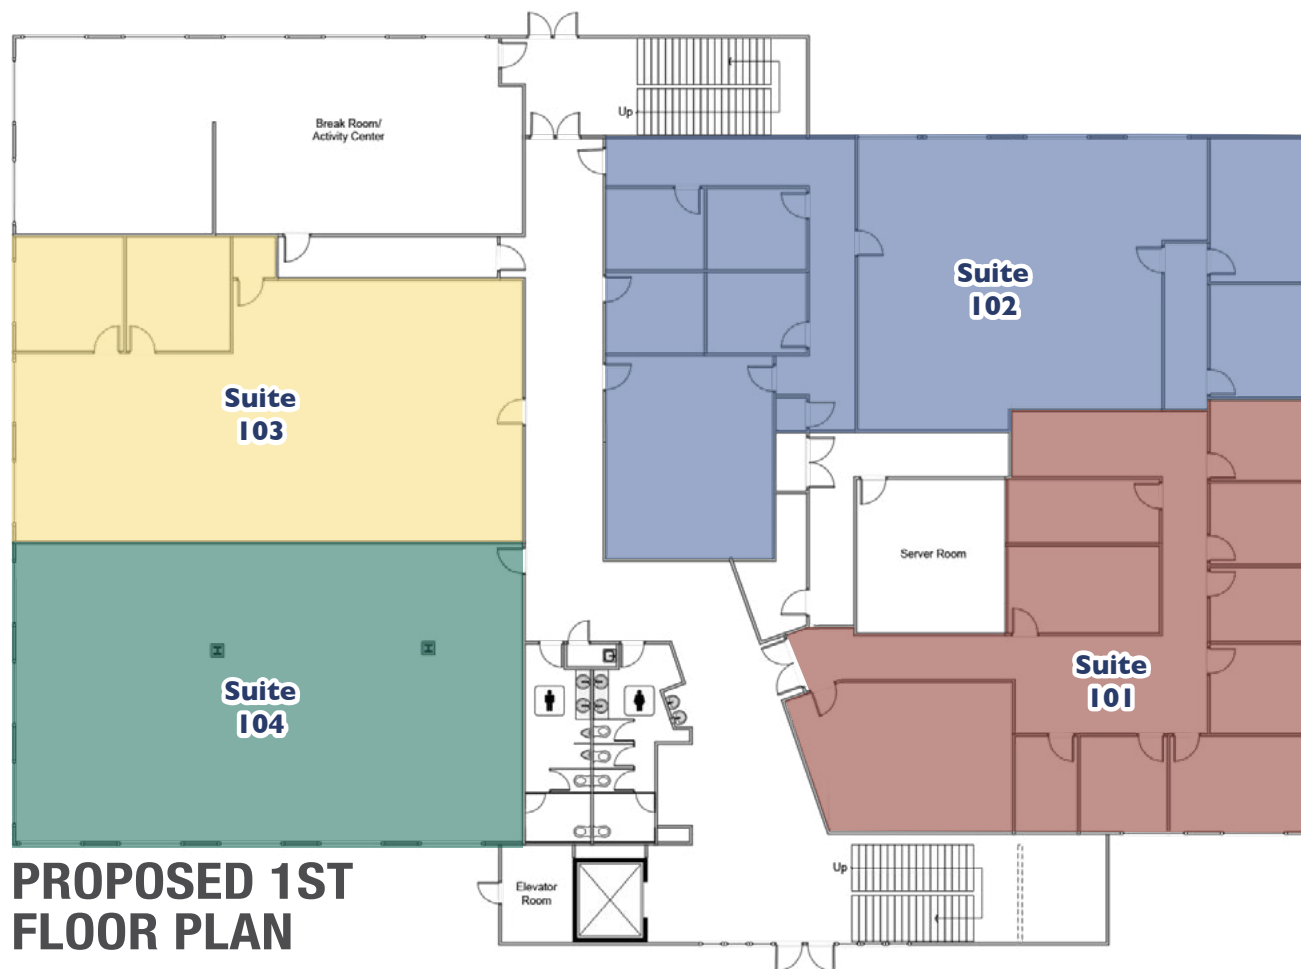 Break Room/
Activity Center
Up
Suite
102
Suite
103
Server Room
Suite
101
Suite
104
PROPOSED 1ST
FLOOR PLAN
Elevator
Room
Up